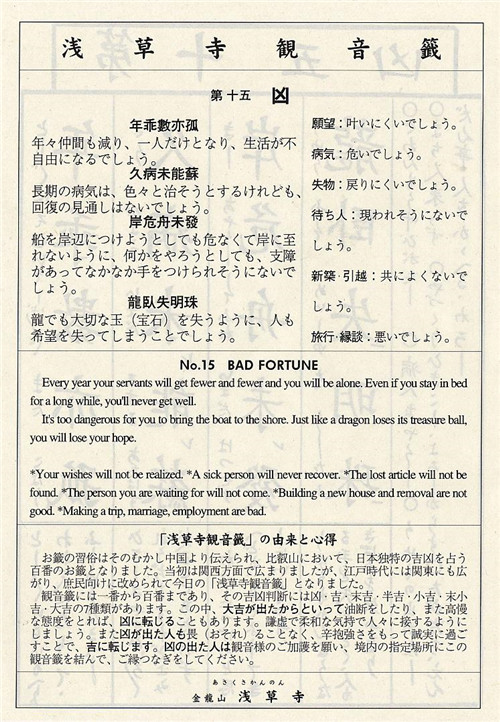 浅草寺観音籤
第十五 凶
年乖數亦孤
年々仲間も減り、一人だけとなり、生活が不
自由になるでしょう。
久病未能蘇
長期の病気は、色々と治そうとするけれども、
回復の見通しはないでしょう。
岸危舟未發
船を岸辺につけようとしても危なくて岸に至
れないように、何かをやろうとしても、支障
があってなかなか手をつけられそうにないで
しょう。
龍臥失明珠
龍でも大切な玉（宝石）を失うように、人も
希望を失ってしまうことでしょう。
願望：叶いにくいでしょう。
病気：危いでしょう。
失物：戻りにくいでしょう。
待ち人：現われそうにないで
しょう。
新築・引越：共によくないで
しょう。
旅行・縁談：悪いでしょう。
No.15 BAD FORTUNE
Every year your servants will get fewer and fewer and you will be alone. Even if you stay in bed
for a long while, you'll never get well.
It's too dangerous for you to bring the boat to the shore. Just like a dragon loses its treasure ball,
you will lose your hope.
*Your wishes will not be realized. *A sick person will never recover. *The lost article will not be
found. *The person you are waiting for will not come. *Building a new house and removal are not
good. *Making a trip, marriage, employment are bad.
「浅草寺観音籤」の由来と心得
お籤の習俗はそのむかし中国より伝えられ、比叡山において、日本独特の吉凶を占う
百番のお籤となりました。当初は関西方面で広まりましたが、江戸時代には関東にも広
がり、庶民向けに改められて今日の「浅草寺観音籤」となりました。
観音籤には一番から百番まであり、その吉凶判断には凶・吉・末吉・半吉・小吉・末小
吉・大吉の7種類があります。この中、大吉が出たからといって油断をしたり、また高慢
な態度をとれば、凶に転じることもあります。謙虚で柔和な気持で人々に接するように
しましょう。また凶が出た人も畏（おそれ）ることなく、辛抱強さをもって誠実に過ご
すことで、吉に転じます。凶の出た人は観音様のご加護を願い、境内の指定場所にこの
観音籤を結んで、ご縁つなぎをしてください。
あさくさかんのん
金龍山 浅草寺